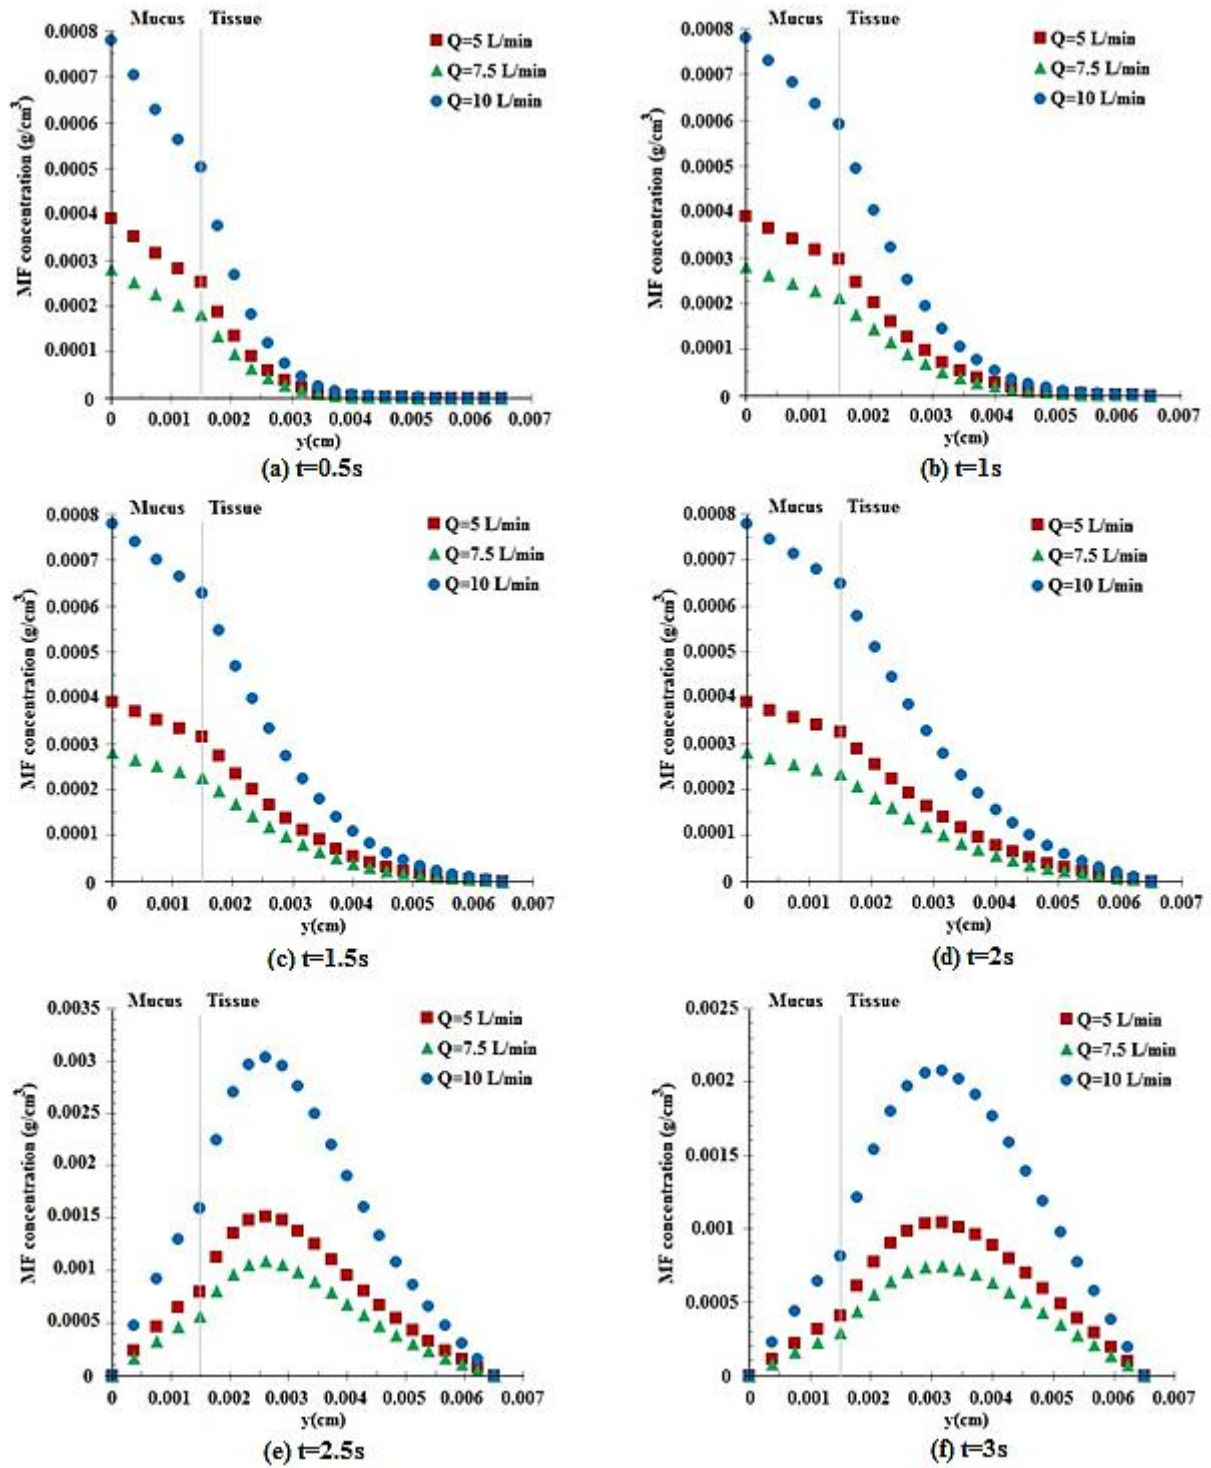 Mucus Tissue
Q=5 L/min
Q=7.5 L/min
Q=10 L/min
MF concentration (g/cm³)
0.0008
0.0007
0.0006
0.0005
0.0004
0.0003
0.0002
0.0001
0
0 0.001 0.002 0.003 0.004 0.005 0.006 0.007
y(cm)
(a) t=0.5s
Mucus Tissue
Q=5 L/min
Q=7.5 L/min
Q=10 L/min
MF concentration (g/cm³)
0.0008
0.0007
0.0006
0.0005
0.0004
0.0003
0.0002
0.0001
0
0 0.001 0.002 0.003 0.004 0.005 0.006 0.007
y(cm)
(b) t=1s
Mucus Tissue
Q=5 L/min
Q=7.5 L/min
Q=10 L/min
MF concentration (g/cm³)
0.0008
0.0007
0.0006
0.0005
0.0004
0.0003
0.0002
0.0001
0
0 0.001 0.002 0.003 0.004 0.005 0.006 0.007
y(cm)
(c) t=1.5s
Mucus Tissue
Q=5 L/min
Q=7.5 L/min
Q=10 L/min
MF concentration (g/cm³)
0.0008
0.0007
0.0006
0.0005
0.0004
0.0003
0.0002
0.0001
0
0 0.001 0.002 0.003 0.004 0.005 0.006 0.007
y(cm)
(d) t=2s
Mucus Tissue
Q=5 L/min
Q=7.5 L/min
Q=10 L/min
MF concentration (g/cm³)
0.0035
0.003
0.0025
0.002
0.0015
0.001
0.0005
0
0 0.001 0.002 0.003 0.004 0.005 0.006 0.007
y(cm)
(e) t=2.5s
Mucus Tissue
Q=5 L/min
Q=7.5 L/min
Q=10 L/min
MF concentration (g/cm³)
0.0025
0.002
0.0015
0.001
0.0005
0
0 0.001 0.002 0.003 0.004 0.005 0.006 0.007
y(cm)
(f) t=3s